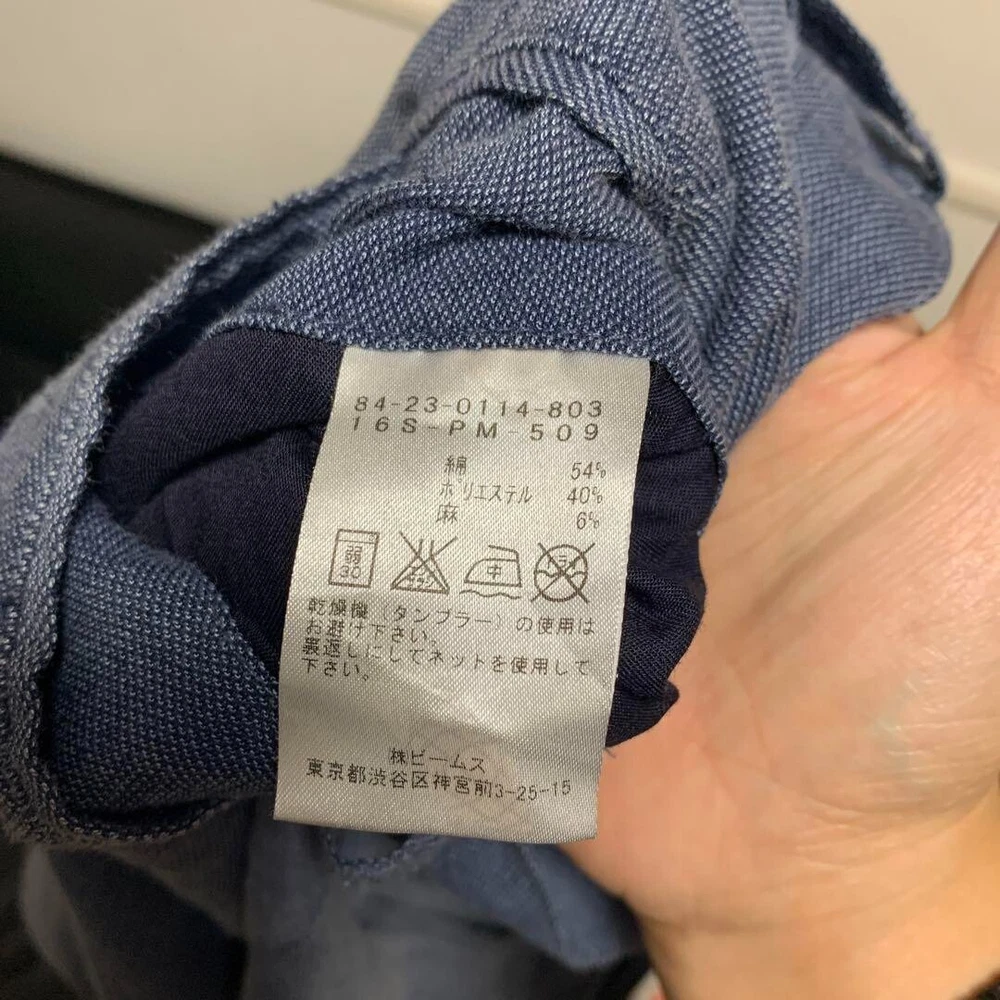 84-23-0114-803
16S-PM-509
綿 54%
ポリエステル 40%
麻 6%
弱 30 中
乾燥機（タンブラー）の使用は
お避け下さい。
裏返しにしてネットを使用して
下さい。
株ビームス
東京都渋谷区神宮前3-25-15